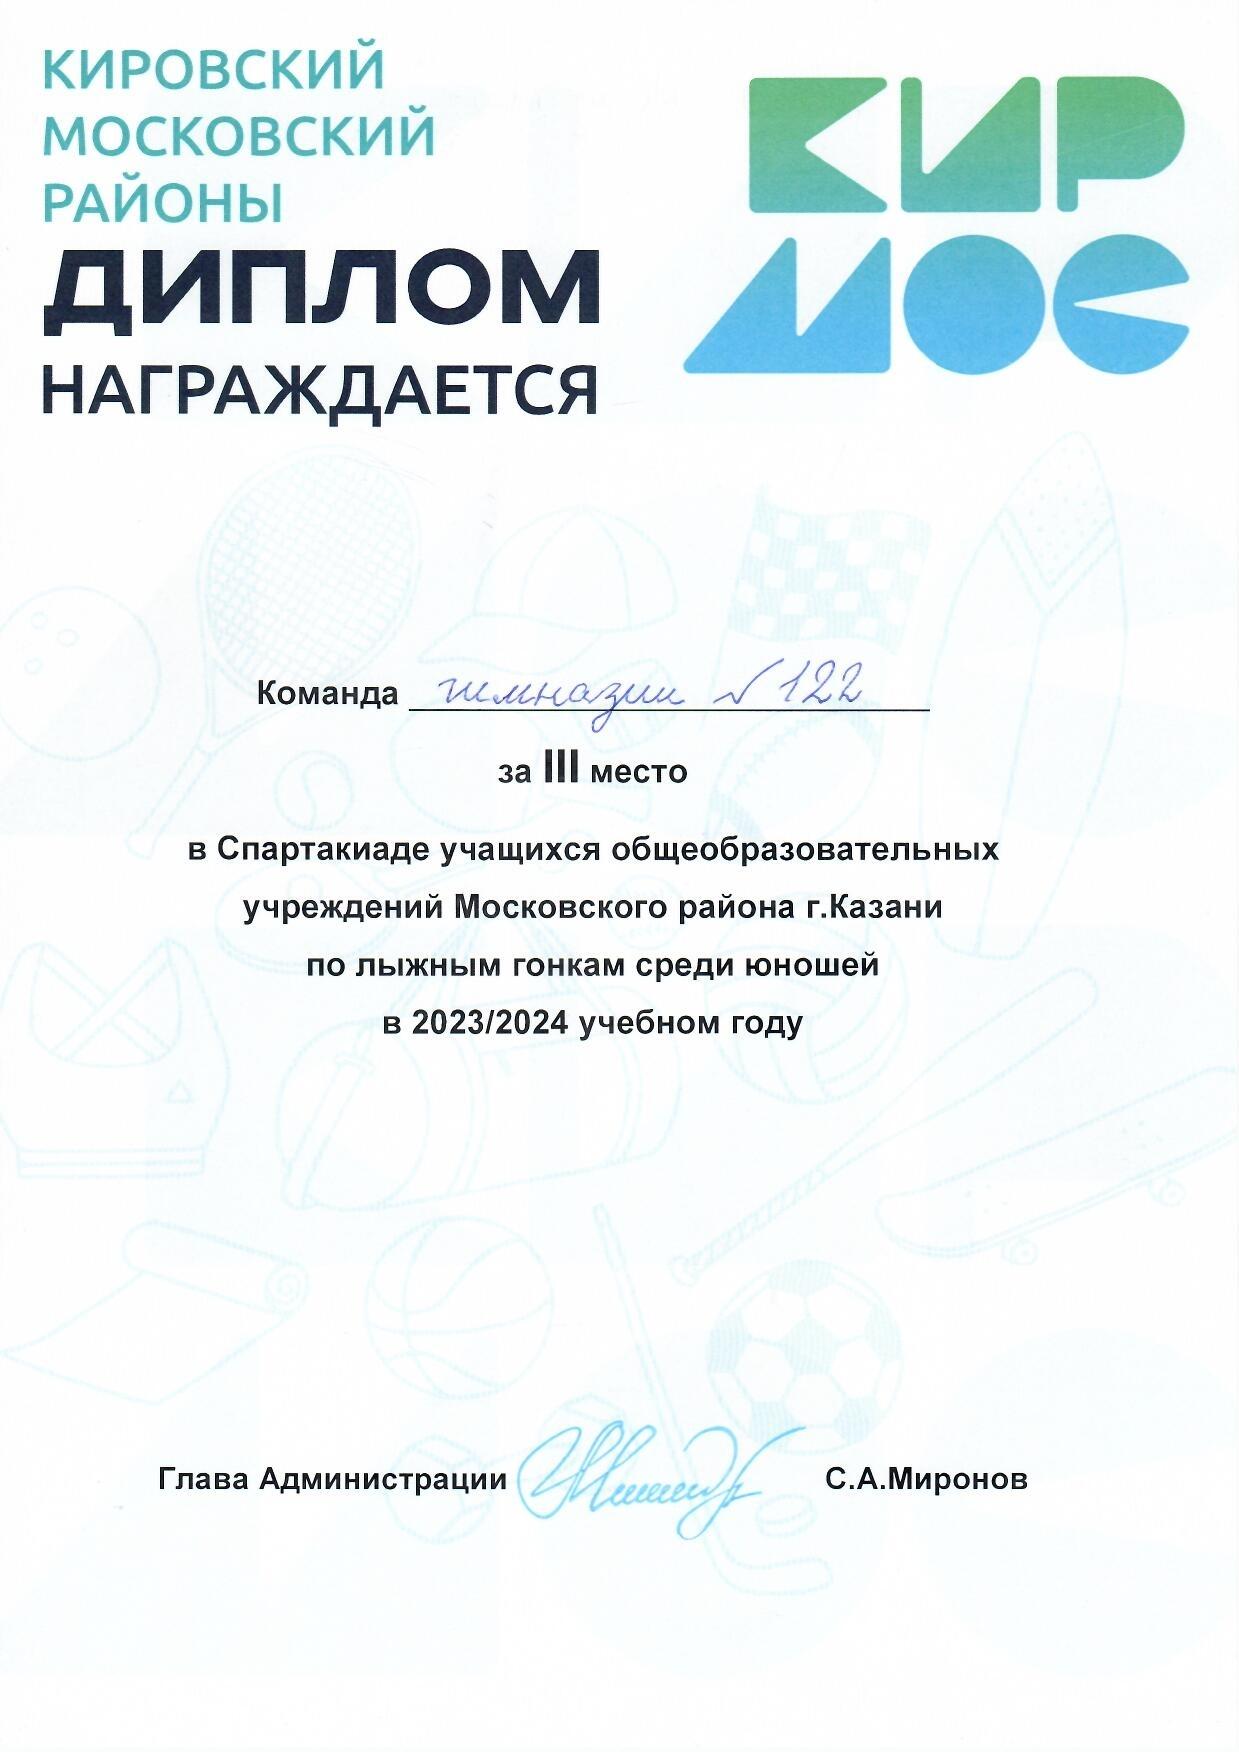 КИРОВСКИЙ
МОСКОВСКИЙ
РАЙОНЫ
ДИПЛОМ
НАГРАЖДАЕТСЯ
КИР
МОС
Команда гимназии № 122
за III место
в Спартакиаде учащихся общеобразовательных
учреждений Московского района г.Казани
по лыжным гонкам среди юношей
в 2023/2024 учебном году
Глава Администрации С.А.Миронов